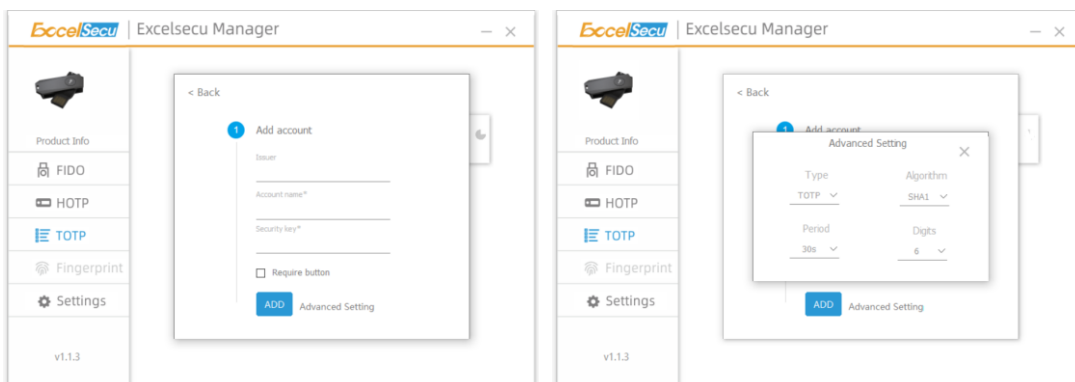 ExcelSecu | Excelsecu Manager
< Back
1 Add account
Issuer
Account name*
Security key*
Require button
ADD Advanced Setting
Product Info
FIDO
HOTP
TOTP
Fingerprint
Settings
v1.1.3
ExcelSecu | Excelsecu Manager
< Back
1 Add account
Advanced Setting
Type Algorithm
TOTP SHA1
Period Digits
30s 6
ADD Advanced Setting
Product Info
FIDO
HOTP
TOTP
Fingerprint
Settings
v1.1.3